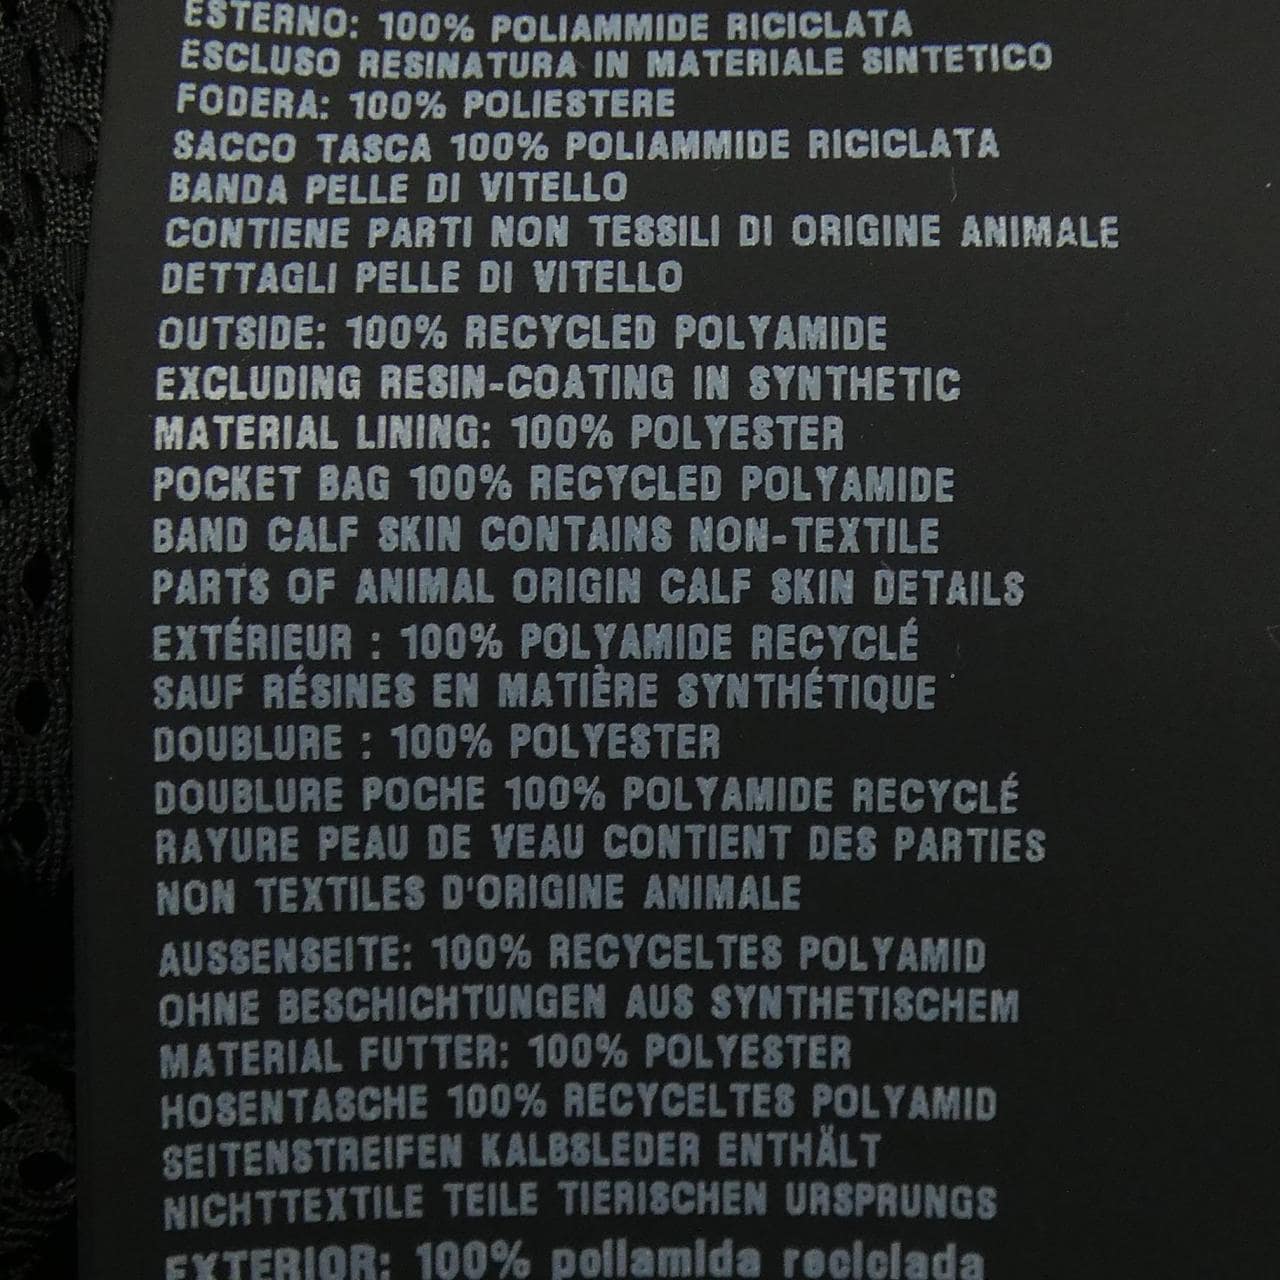 ESTERNO: 100% POLIAMMIDE RICICLATA
ESCLUSO RESINATURA IN MATERIALE SINTETICO
FODERA: 100% POLIESTERE
SACCO TASCA 100% POLIAMMIDE RICICLATA
BANDA PELLE DI VITELLO
CONTIENE PARTI NON TESSILI DI ORIGINE ANIMALE
DETTAGLI PELLE DI VITELLO
OUTSIDE: 100% RECYCLED POLYAMIDE
EXCLUDING RESIN-COATING IN SYNTHETIC
MATERIAL LINING: 100% POLYESTER
POCKET BAG 100% RECYCLED POLYAMIDE
BAND CALF SKIN CONTAINS NON-TEXTILE
PARTS OF ANIMAL ORIGIN CALF SKIN DETAILS
EXTÉRIEUR : 100% POLYAMIDE RECYCLÉ
SAUF RÉSINES EN MATIÈRE SYNTHÉTIQUE
DOUBLURE : 100% POLYESTER
DOUBLURE POCHE 100% POLYAMIDE RECYCLÉ
RAYURE PEAU DE VEAU CONTIENT DES PARTIES
NON TEXTILES D'ORIGINE ANIMALE
AUSSENSEITE: 100% RECYCELTES POLYAMID
OHNE BESCHICHTUNGEN AUS SYNTHETISCHEM
MATERIAL FUTTER: 100% POLYESTER
HOSENTASCHE 100% RECYCELTES POLYAMID
SEITENSTREIFEN KALBSLEDER ENTHÄLT
NICHTTEXTILE TEILE TIERISCHEN URSPRUNGS
EXTERIOR: 100% poliamida reciclada